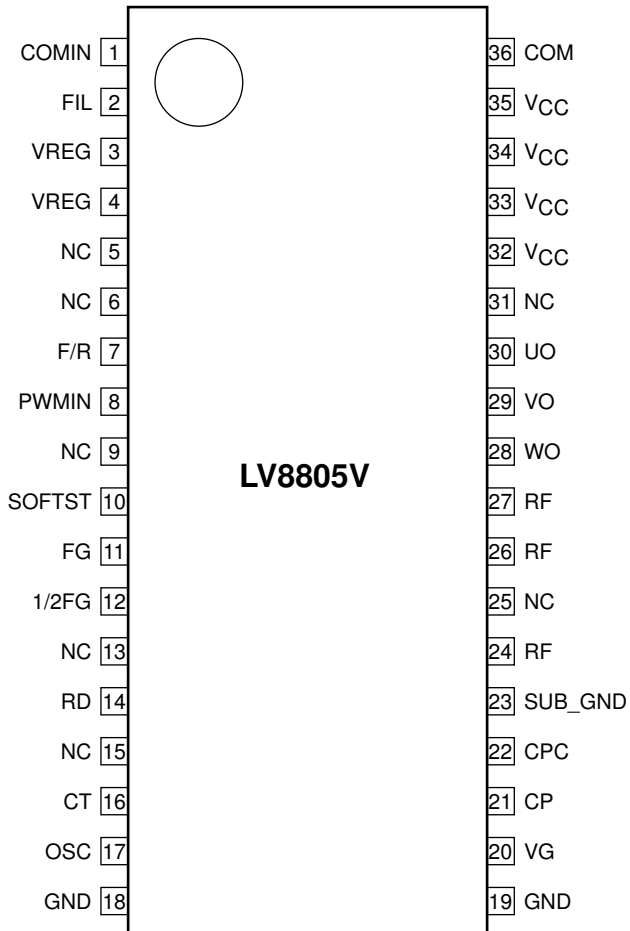 COMIN 1 36 COM
FIL 2 35 VCC
VREG 3 34 VCC
VREG 4 33 VCC
NC 5 32 VCC
NC 6 31 NC
F/R 7 30 UO
PWMIN 8 29 VO
NC 9 28 WO
LV8805V
SOFTST 10 27 RF
FG 11 26 RF
1/2FG 12 25 NC
NC 13 24 RF
RD 14 23 SUB_GND
NC 15 22 CPC
CT 16 21 CP
OSC 17 20 VG
GND 18 19 GND